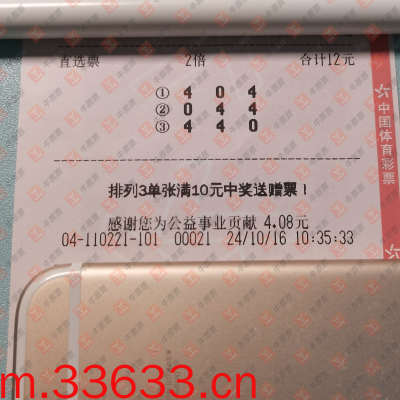 直选票 2倍 合计12元
① 4 0 4
② 0 4 4
③ 4 4 0
排列3单张满10元中奖送赠票！
感谢您为公益事业贡献 4.08元
04-110221-101 00021 24/10/16 10:35:33
中国体育彩票
m.33633.cn